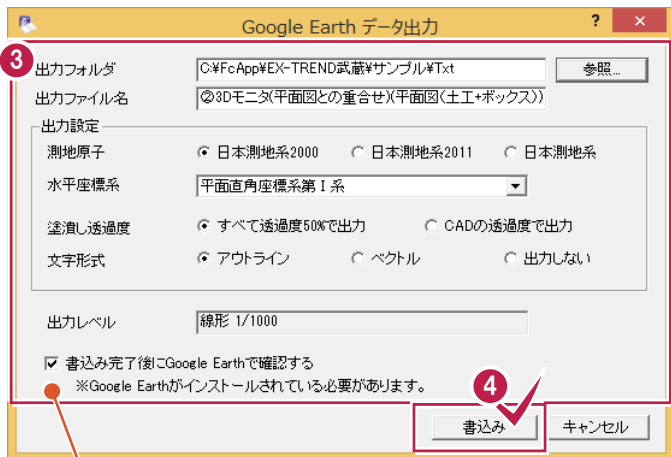 Google Earth データ出力
? ×
3
出力フォルダ C:¥FcApp¥EX-TREND武蔵¥サンプル¥Txt 参照...
出力ファイル名 ②3Dモニタ(平面図との重合せ)(平面図(土工+ボックス))
出力設定
測地原子 日本測地系2000 日本測地系2011 日本測地系
水平座標系 平面直角座標系第Ⅰ系
塗潰し透過度 すべて透過度50%で出力 CADの透過度で出力
文字形式 アウトライン ベクトル 出力しない
出力レベル 線形 1/1000
書込み完了後にGoogle Earthで確認する
※Google Earthがインストールされている必要があります。
4
書込み キャンセル